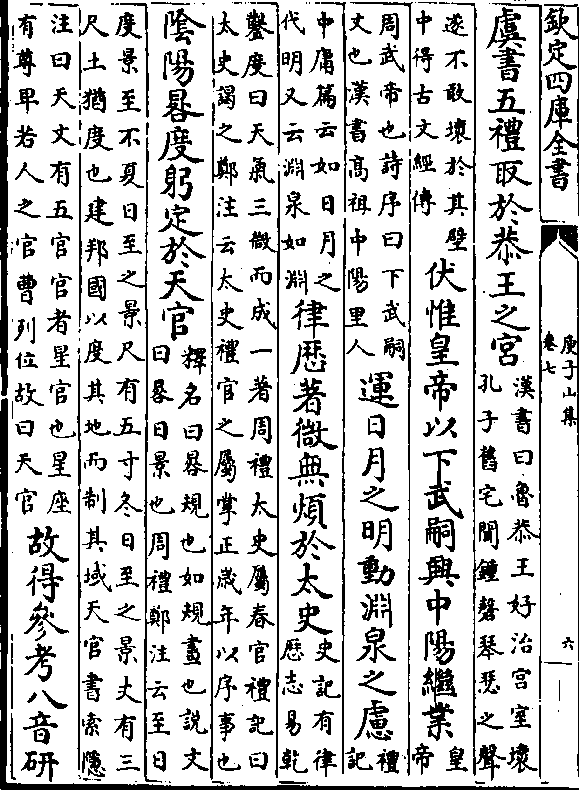 欽定四庫全書
庾子山集
卷七
六
虞書五禮取於恭王之宮
漢書曰魯恭王好治宮室壞
孔子舊宅聞鍾磬琴瑟之聲
遂不敢壞於其壁
中得古文經傳
伏惟皇帝以下武嗣興中陽繼業
皇
帝
周武帝也詩序曰下武嗣
文也漢書高祖中陽里人
運日月之明動淵泉之慮
禮
記
中庸篇云如日月之
代明又云淵泉如淵
律歴著微無煩於太史
史記有律
歴志易乾
鑿度曰天氣三微而成一著周禮太史屬春官禮記曰
太史謁之鄭注云太史禮官之屬掌正嵗年以序事也
隂陽晷度躬定於天官
釋名曰晷規也如規畫也說文
曰晷日景也周禮鄭注云至日
度景至不夏日至之景尺有五寸冬日至之景丈有三
尺土猶度也建邦國以度其地而制其域天官書索隱
注曰天文有五官官者星官也星座
有尊卑若人之官曹列位故曰天官
故得參考八音研